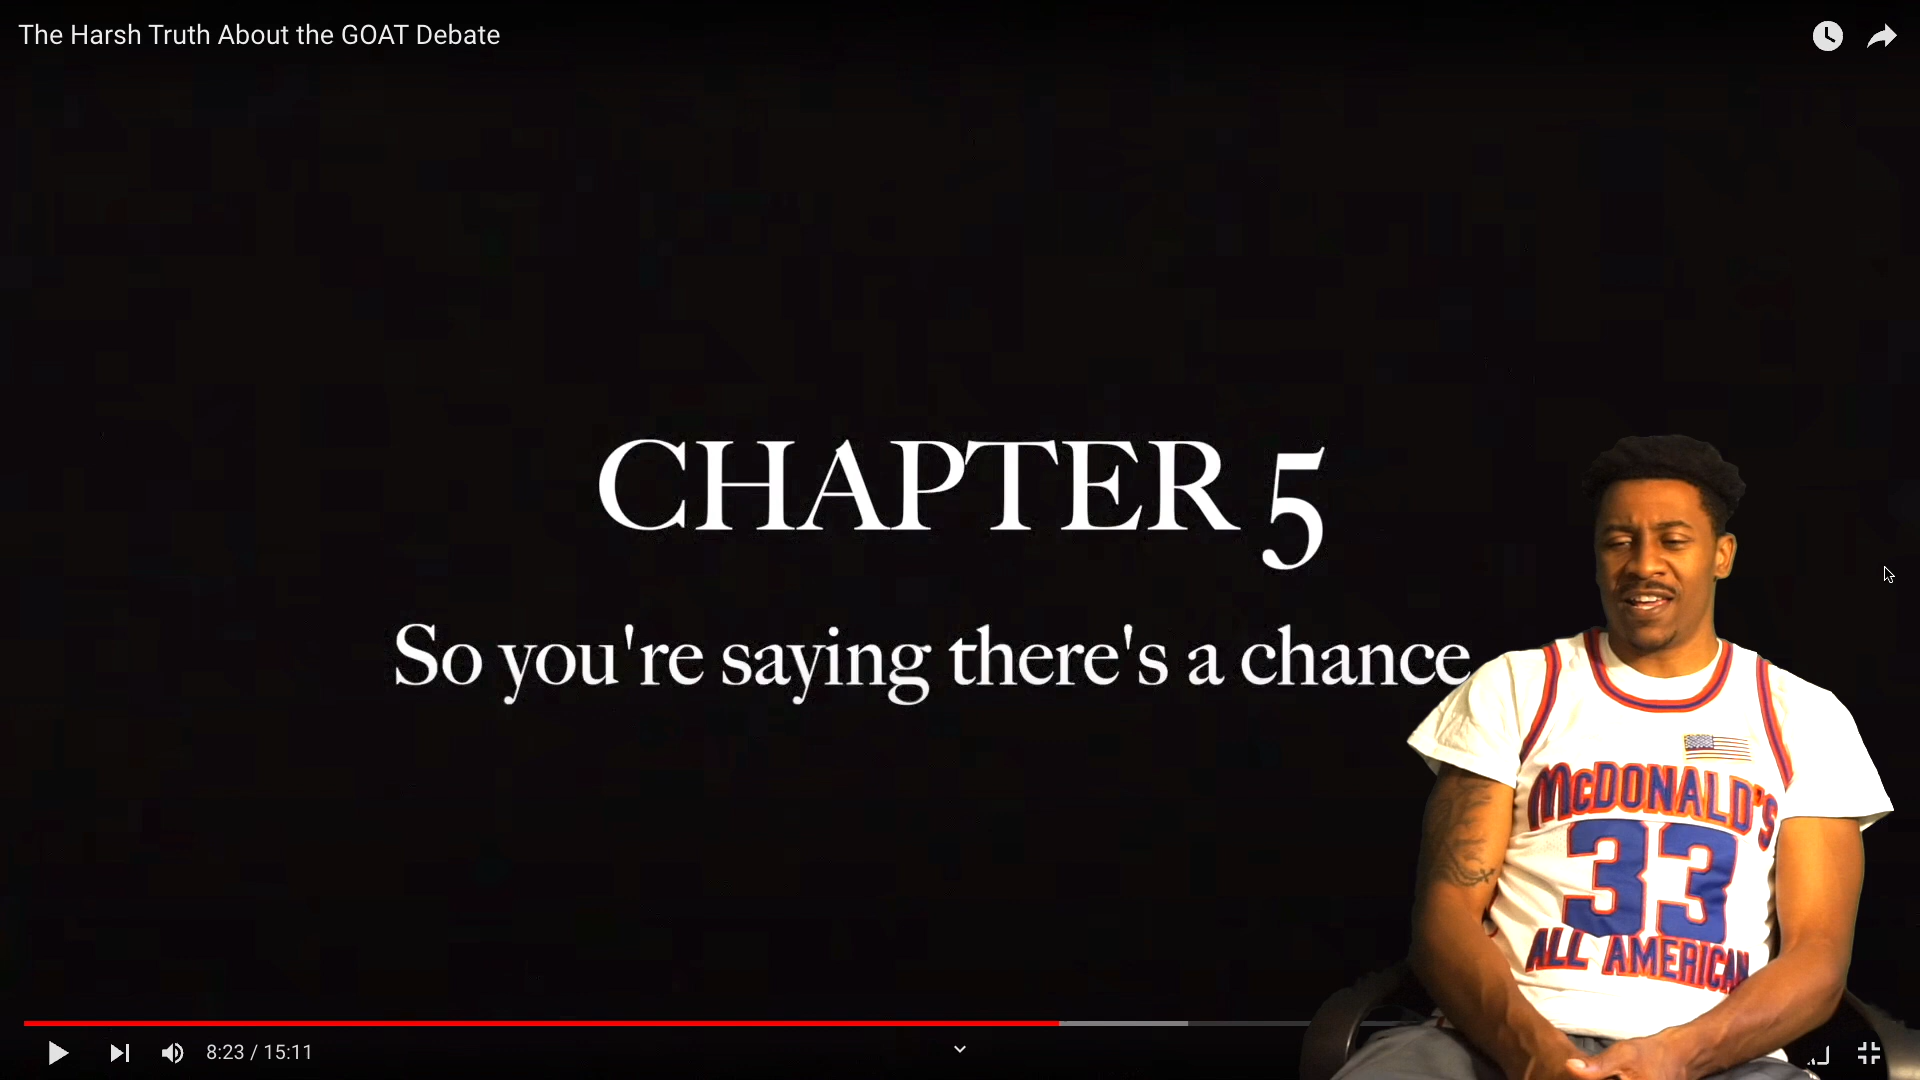 The Harsh Truth About the GOAT Debate
CHAPTER 5
So you're saying there's a chance
McDONALD'S
33
ALL AMERICAN
8:23 / 15:11